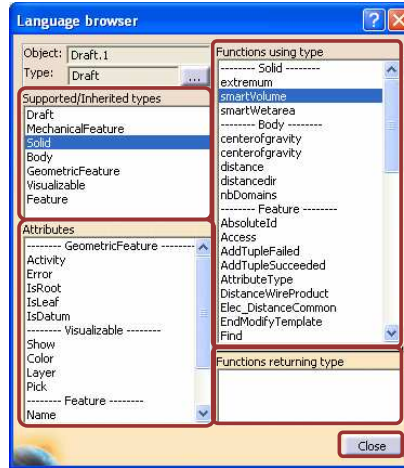 Language browser
Object: Draft.1
Type: Draft ...
Supported/Inherited types
Draft
MechanicalFeature
Solid
Body
GeometricFeature
Visualizable
Feature
Attributes
-------- GeometricFeature --------
Activity
Error
IsRoot
IsLeaf
IsDatum
-------- Visualizable --------
Show
Color
Layer
Pick
-------- Feature --------
Name
Functions using type
-------- Solid --------
extremum
smartVolume
smartWetarea
-------- Body --------
centerofgravity
centerofgravity
distance
distancedir
nbDomains
-------- Feature --------
AbsoluteId
Access
AddTupleFailed
AddTupleSucceeded
AttributeType
DistanceWireProduct
Elec_DistanceCommon
EndModifyTemplate
Find
Functions returning type
Close